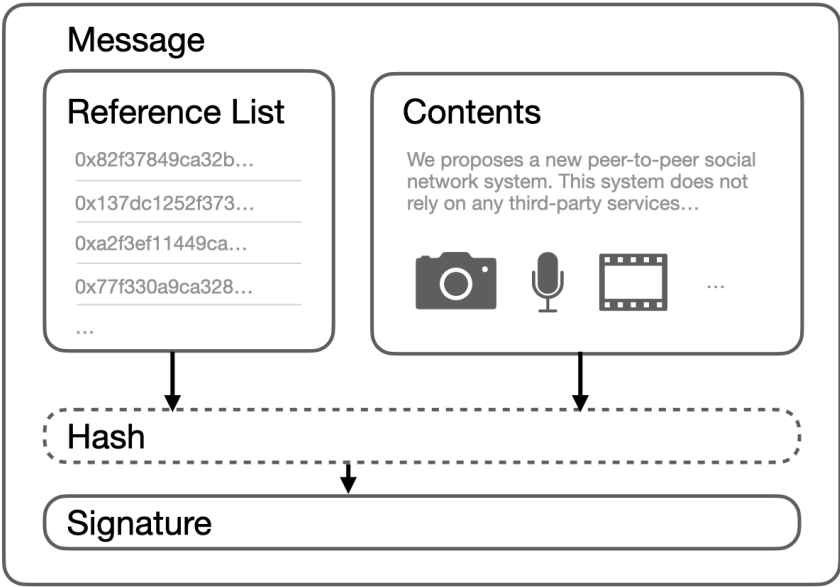 Message
Reference List
0x82f37849ca32b...
0x137dc1252f373...
0xa2f3ef11449ca...
0x77f330a9ca328...
...
Contents
We proposes a new peer-to-peer social
network system. This system does not
rely on any third-party services...
...
Hash
Signature